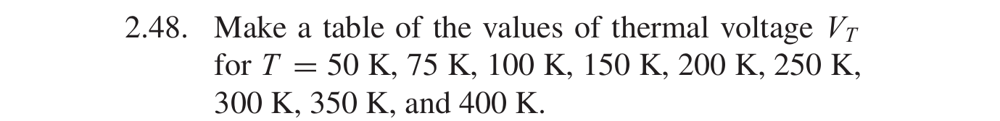 2.48. Make a table of the values of thermal voltage V_T
for T = 50 K, 75 K, 100 K, 150 K, 200 K, 250 K,
300 K, 350 K, and 400 K.